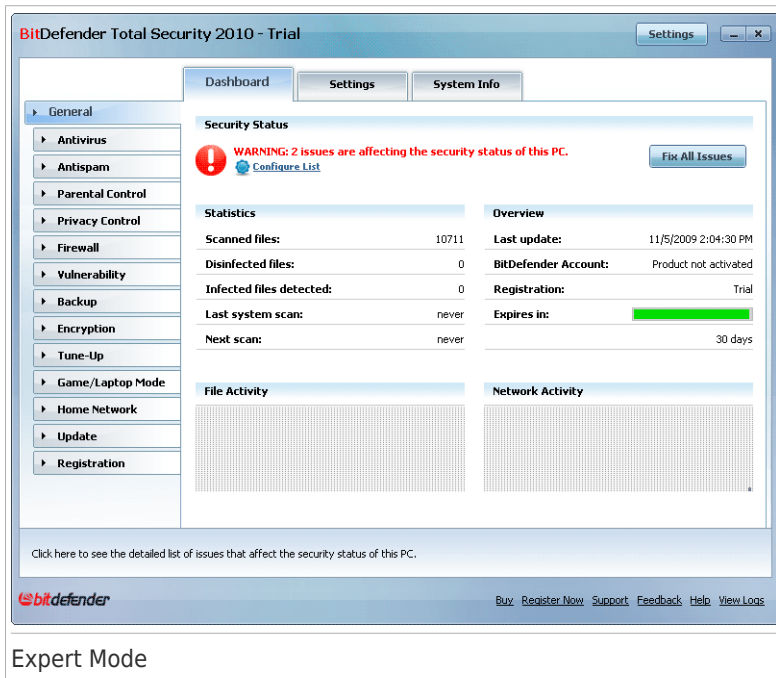 BitDefender Total Security 2010 - Trial
Settings
Dashboard
Settings
System Info
General
Antivirus
Antispam
Parental Control
Privacy Control
Firewall
Vulnerability
Backup
Encryption
Tune-Up
Game/Laptop Mode
Home Network
Update
Registration
Security Status
WARNING: 2 issues are affecting the security status of this PC.
Configure List
Fix All Issues
Statistics
Scanned files: 10711
Disinfected files: 0
Infected files detected: 0
Last system scan: never
Next scan: never
Overview
Last update: 11/5/2009 2:04:30 PM
BitDefender Account: Product not activated
Registration: Trial
Expires in:
30 days
File Activity
Network Activity
Click here to see the detailed list of issues that affect the security status of this PC.
bitdefender
Buy Register Now Support Feedback Help View Logs
Expert Mode